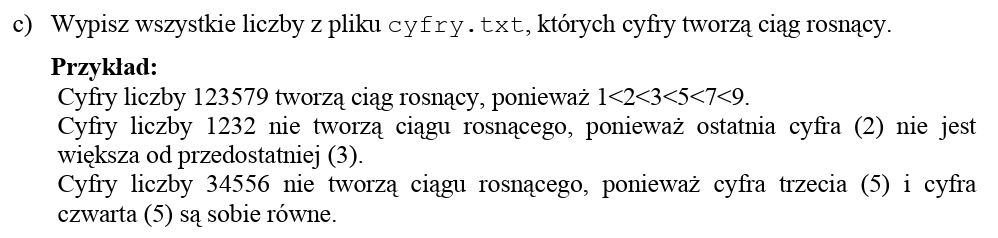 c) Wypisz wszystkie liczby z pliku cyfry.txt, których cyfry tworzą ciąg rosnący.
Przykład:
Cyfry liczby 123579 tworzą ciąg rosnący, ponieważ 1<2<3<5<7<9.
Cyfry liczby 1232 nie tworzą ciągu rosnącego, ponieważ ostatnia cyfra (2) nie jest
większa od przedostatniej (3).
Cyfry liczby 34556 nie tworzą ciągu rosnącego, ponieważ cyfra trzecia (5) i cyfra
czwarta (5) są sobie równe.